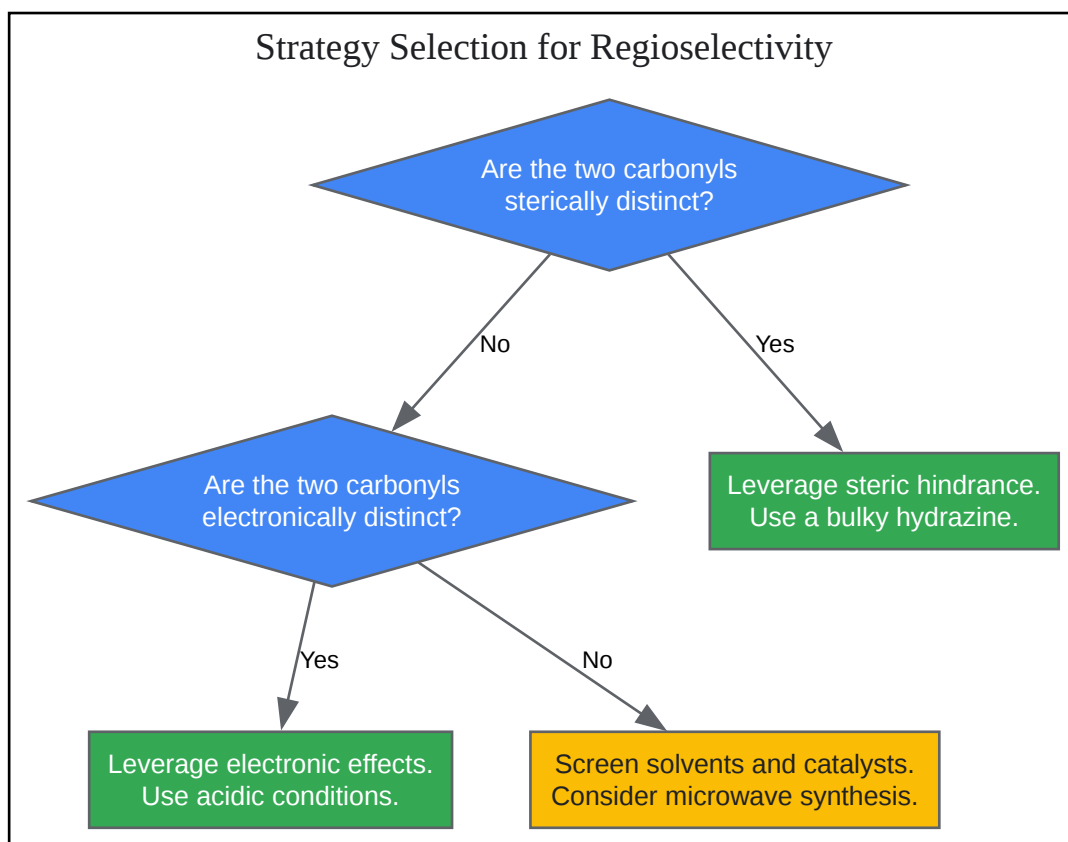 Strategy Selection for Regioselectivity
Are the two carbonyls
sterically distinct?
No
Yes
Are the two carbonyls
electronically distinct?
Leverage steric hindrance.
Use a bulky hydrazine.
Yes
No
Leverage electronic effects.
Use acidic conditions.
Screen solvents and catalysts.
Consider microwave synthesis.